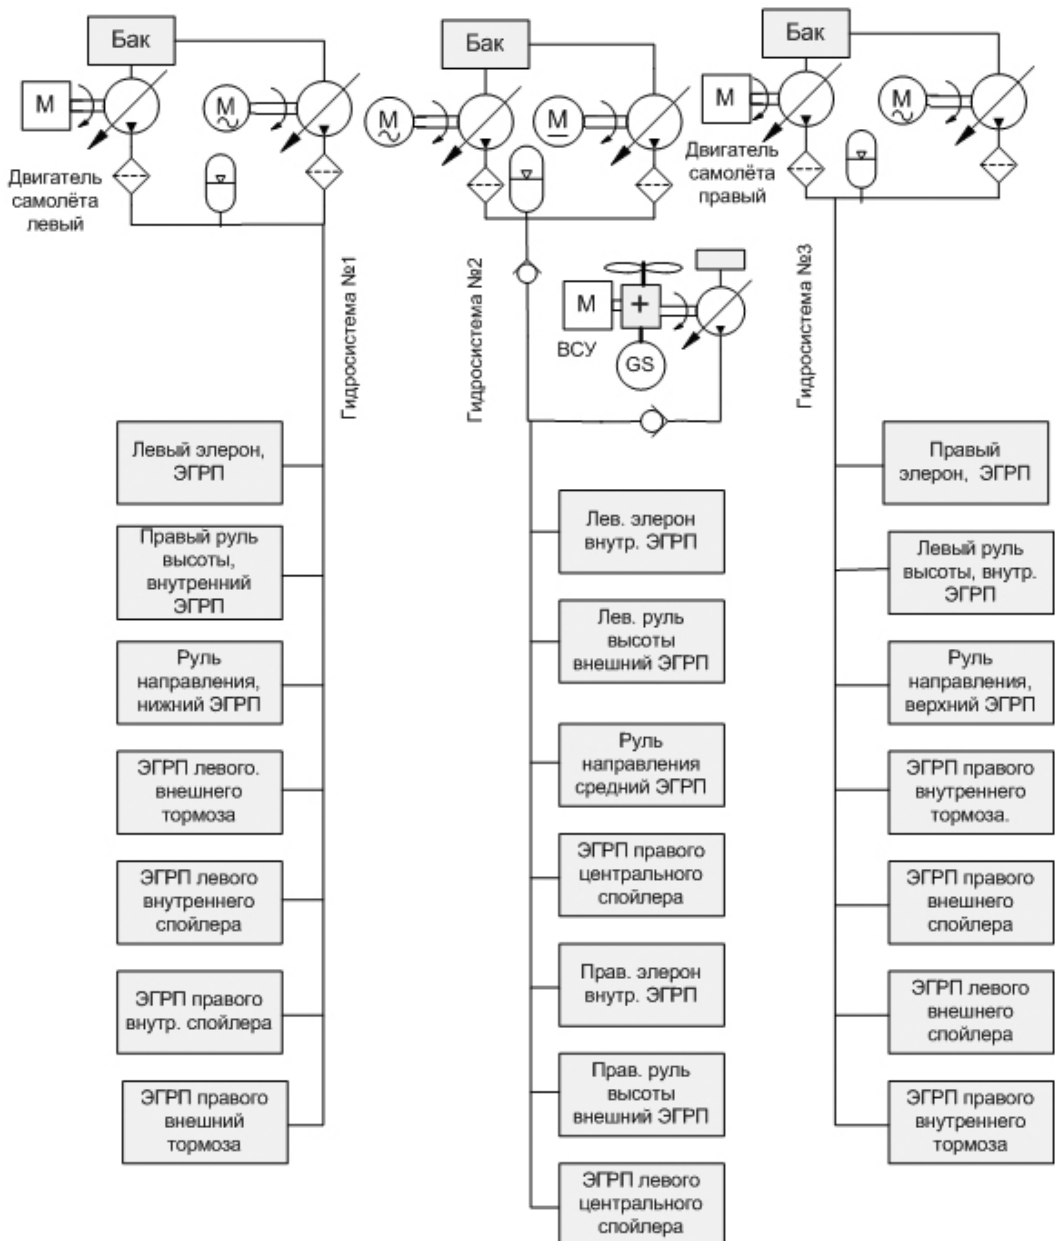 Бак
Бак
Бак
M
M
M
M
M
M
Двигатель
самолёта
левый
Двигатель
самолёта
правый
Гидросистема №1
Гидросистема №2
Гидросистема №3
M
+
ВСУ
GS
Левый элерон,
ЭГРП
Правый руль
высоты,
внутренний
ЭГРП
Руль
направления,
нижний ЭГРП
ЭГРП левого.
внешнего
тормоза
ЭГРП левого
внутреннего
спойлера
ЭГРП правого
внутр. спойлера
ЭГРП правого
внешний
тормоза
Лев. элерон
внутр. ЭГРП
Лев. руль
высоты
внешний ЭГРП
Руль
направления
средний ЭГРП
ЭГРП правого
центрального
спойлера
Прав. элерон
внутр. ЭГРП
Прав. руль
высоты
внешний ЭГРП
ЭГРП левого
центрального
спойлера
Правый
элерон, ЭГРП
Левый руль
высоты, внутр.
ЭГРП
Руль
направления,
верхний ЭГРП
ЭГРП правого
внутреннего
тормоза.
ЭГРП правого
внешнего
спойлера
ЭГРП левого
внешнего
спойлера
ЭГРП правого
внутреннего
тормоза